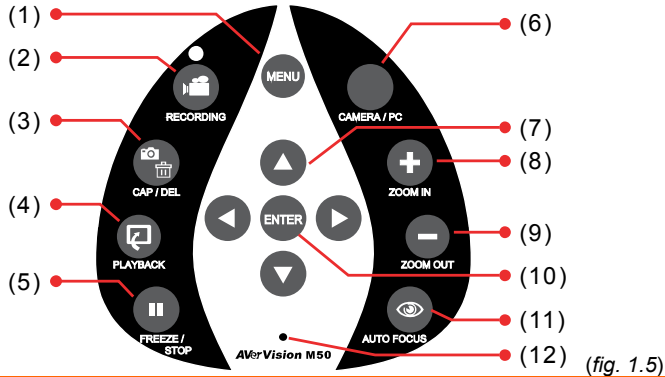 (1)
(2)
(3)
(4)
(5)
MENU
RECORDING
CAP / DEL
PLAYBACK
FREEZE /
STOP
ENTER
CAMERA / PC
ZOOM IN
ZOOM OUT
AUTO FOCUS
AVerVision M50
(6)
(7)
(8)
(9)
(10)
(11)
(12)
(fig. 1.5)